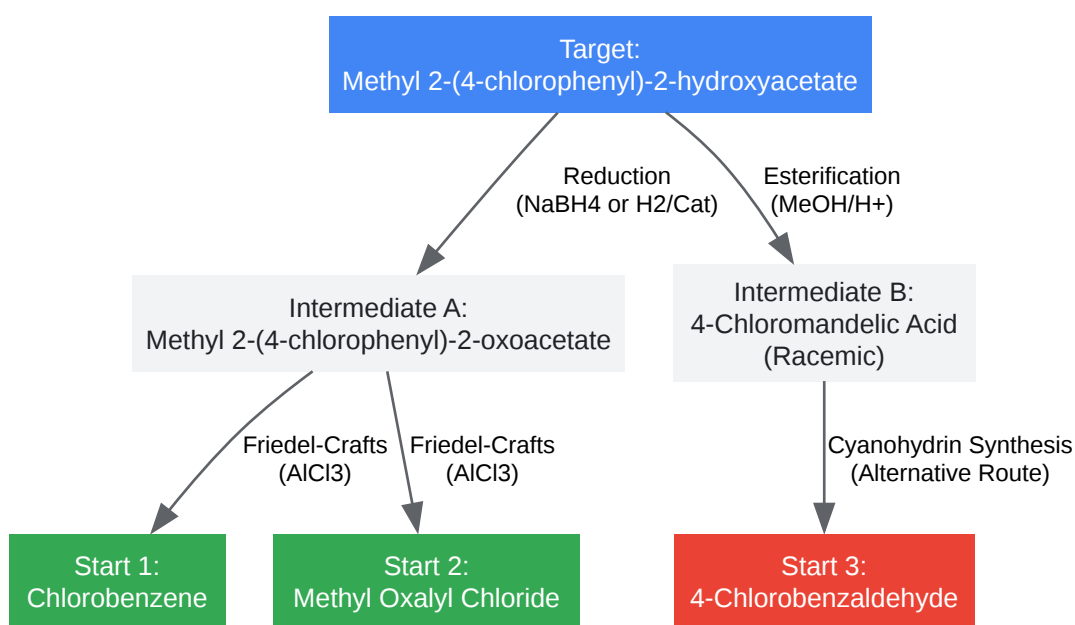 Target:
Methyl 2-(4-chlorophenyl)-2-hydroxyacetate
Reduction
(NaBH4 or H2/Cat)
Esterification
(MeOH/H+)
Intermediate A:
Methyl 2-(4-chlorophenyl)-2-oxoacetate
Intermediate B:
4-Chloromandelic Acid
(Racemic)
Friedel-Crafts
(AlCl3)
Friedel-Crafts
(AlCl3)
Cyanohydrin Synthesis
(Alternative Route)
Start 1:
Chlorobenzene
Start 2:
Methyl Oxalyl Chloride
Start 3:
4-Chlorobenzaldehyde